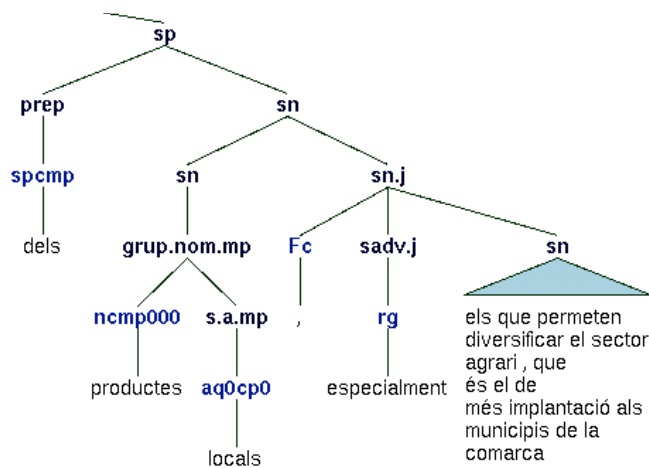 sp
prep sn
spcmp sn sn.j
dels grup.nom.mp Fc sadv.j sn
ncmp000 s.a.mp , rg els que permeten
diversificar el sector
productes aq0cp0 especialment agrari , que
és el de
més implantació als
locals municipis de la
comarca